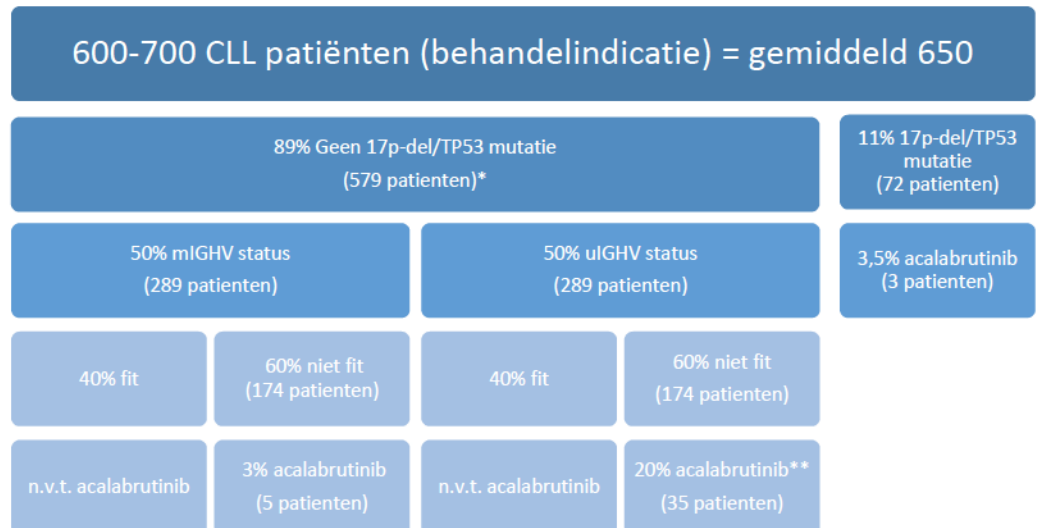 600-700 CLL patiënten (behandelindicatie) = gemiddeld 650
89% Geen 17p-del/TP53 mutatie
(579 patienten)*
11% 17p-del/TP53
mutatie
(72 patienten)
50% mIGHV status
(289 patienten)
50% uIGHV status
(289 patienten)
3,5% acalabrutinib
(3 patienten)
40% fit
60% niet fit
(174 patienten)
40% fit
60% niet fit
(174 patienten)
n.v.t. acalabrutinib
3% acalabrutinib
(5 patienten)
n.v.t. acalabrutinib
20% acalabrutinib**
(35 patienten)